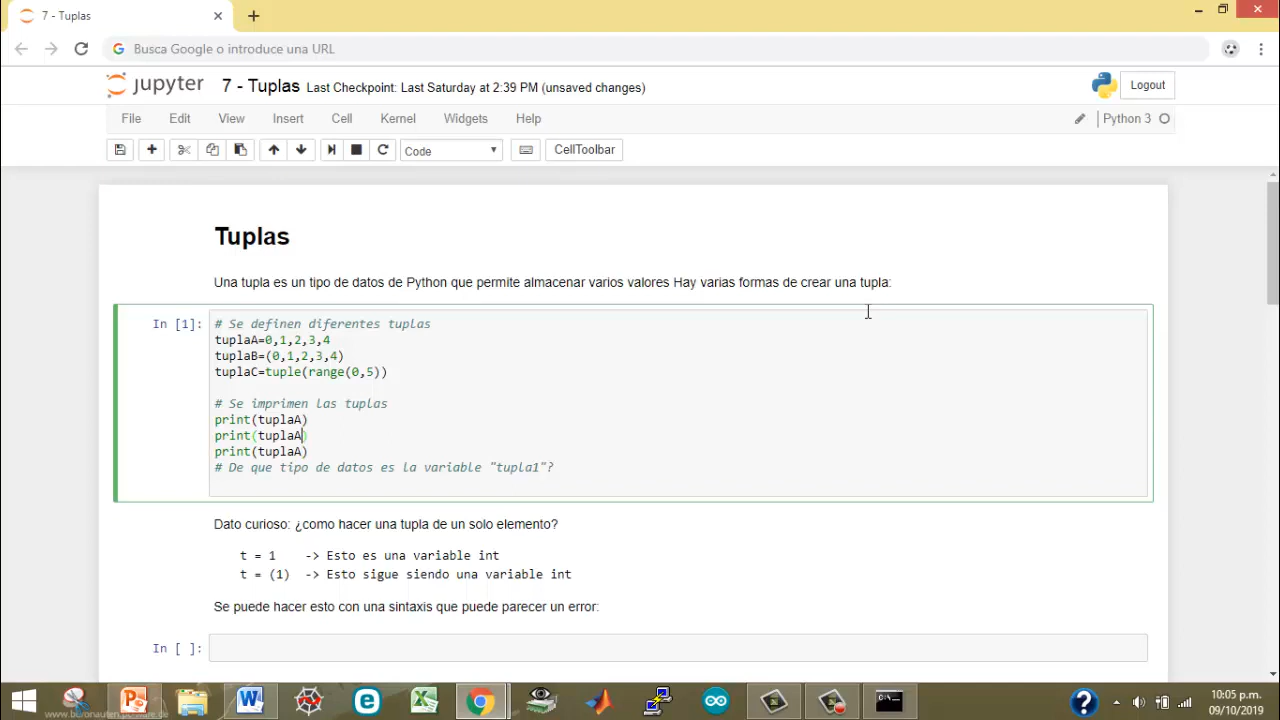 7 - Tuplas
Busca Google o introduce una URL
jupyter 7 - Tuplas Last Checkpoint: Last Saturday at 2:39 PM (unsaved changes)
Logout
File Edit View Insert Cell Kernel Widgets Help
Python 3
Code
CellToolbar
Tuplas
Una tupla es un tipo de datos de Python que permite almacenar varios valores Hay varias formas de crear una tupla:
In [1]:
# Se definen diferentes tuplas
tuplaA=0,1,2,3,4
tuplaB=(0,1,2,3,4)
tuplaC=tuple(range(0,5))
# Se imprimen las tuplas
print(tuplaA)
print(tuplaA)
print(tuplaA)
# De que tipo de datos es la variable "tupla1"?
Dato curioso: ¿como hacer una tupla de un solo elemento?
t = 1 -> Esto es una variable int
t = (1) -> Esto sigue siendo una variable int
Se puede hacer esto con una sintaxis que puede parecer un error:
In [ ]:
10:05 p.m.
09/10/2019